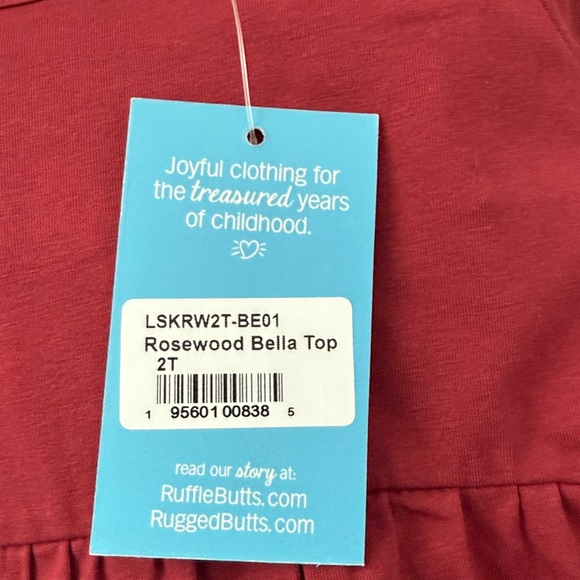 Joyful clothing for
the treasured years
of childhood.
LSKRW2T-BE01
Rosewood Bella Top
2T
1 95601 00838 5
read our story at:
RuffleButts.com
RuggedButts.com